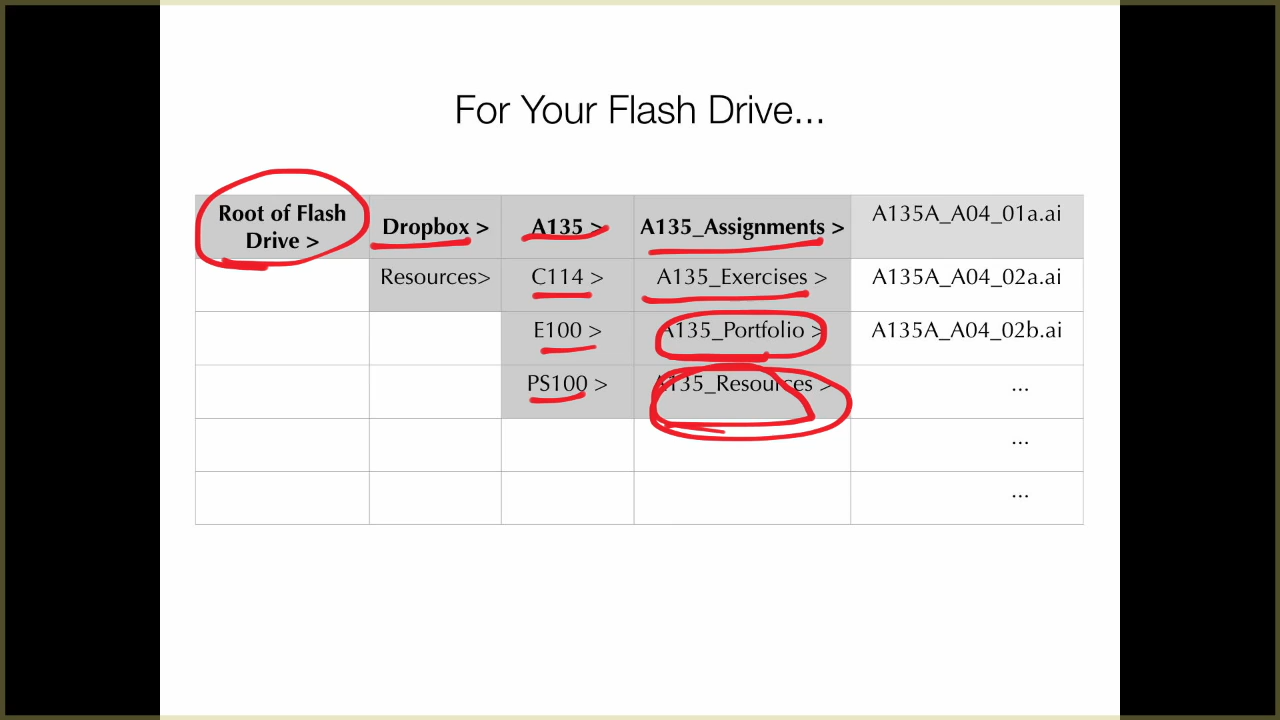 For Your Flash Drive...
Root of Flash Drive > Dropbox > A135 > A135_Assignments > A135A_A04_01a.ai
Resources> C114 > A135_Exercises > A135A_A04_02a.ai
E100 > A135_Portfolio > A135A_A04_02b.ai
PS100 > A135_Resources > ...
...
...